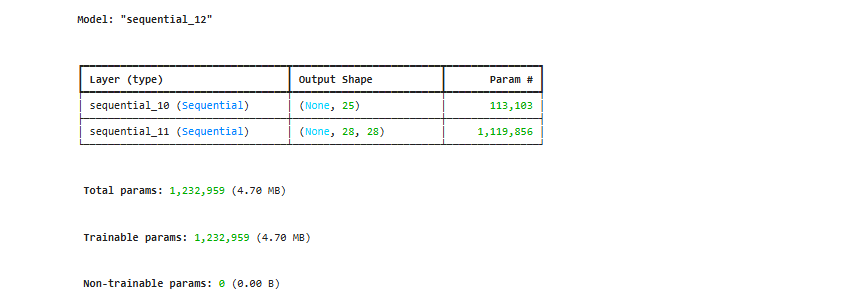 Model: "sequential_12"
Layer (type) Output Shape Param #
sequential_10 (Sequential) (None, 25) 113,103
sequential_11 (Sequential) (None, 28, 28) 1,119,856
Total params: 1,232,959 (4.70 MB)
Trainable params: 1,232,959 (4.70 MB)
Non-trainable params: 0 (0.00 B)